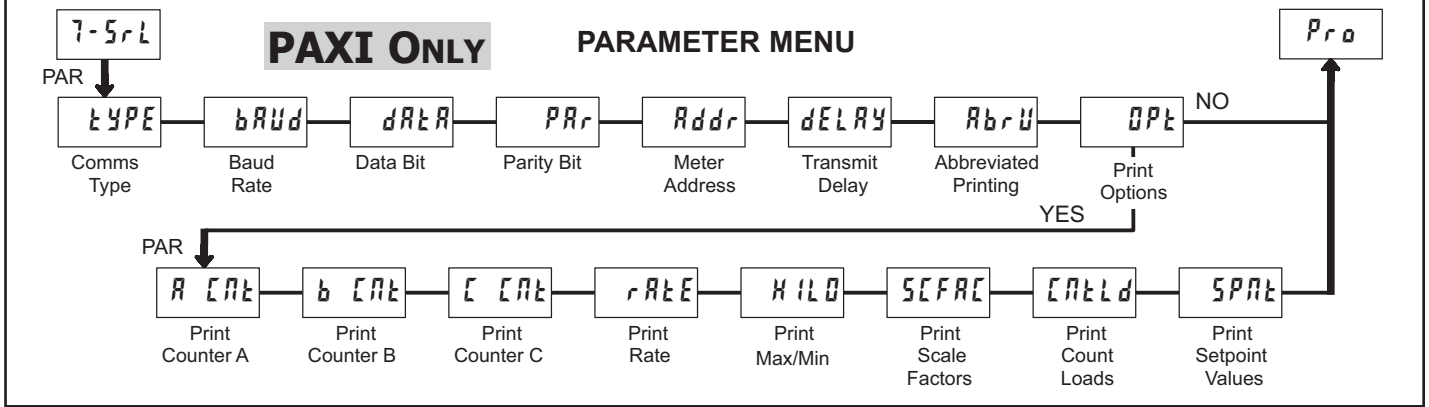 7-SrL
Pro
PAXI ONLY
PARAMETER MENU
PAR
tYPE
bAUd
dAtA
PAr
Addr
dELAY
AbrV
OPt
NO
Comms
Type
Baud
Rate
Data Bit
Parity Bit
Meter
Address
Transmit
Delay
Abbreviated
Printing
Print
Options
YES
PAR
A Cnt
b Cnt
C Cnt
rAtE
HILO
SCFAC
CntLd
SPnt
Print
Counter A
Print
Counter B
Print
Counter C
Print
Rate
Print
Max/Min
Print
Scale
Factors
Print
Count
Loads
Print
Setpoint
Values